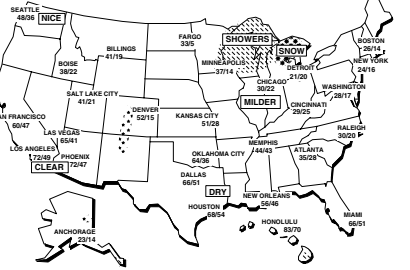 SEATTLE
48/36
NICE
FARGO
33/5
SHOWERS
SNOW
BOSTON
26/14
BILLINGS
41/19
BOISE
38/22
MINNEAPOLIS
37/14
DETROIT
21/20
NEW YORK
24/16
CHICAGO
30/22
WASHINGTON
28/17
SALT LAKE CITY
41/21
MILDER
CINCINNATI
29/25
DENVER
52/15
KANSAS CITY
51/28
AN FRANCISCO
60/47
LAS VEGAS
65/41
RALEIGH
30/20
MEMPHIS
44/43
ATLANTA
35/28
LOS ANGELES
72/49
PHOENIX
72/47
OKLAHOMA CITY
64/36
CLEAR
DALLAS
66/51
DRY
NEW ORLEANS
56/46
HOUSTON
68/54
MIAMI
66/51
HONOLULU
83/70
ANCHORAGE
23/14